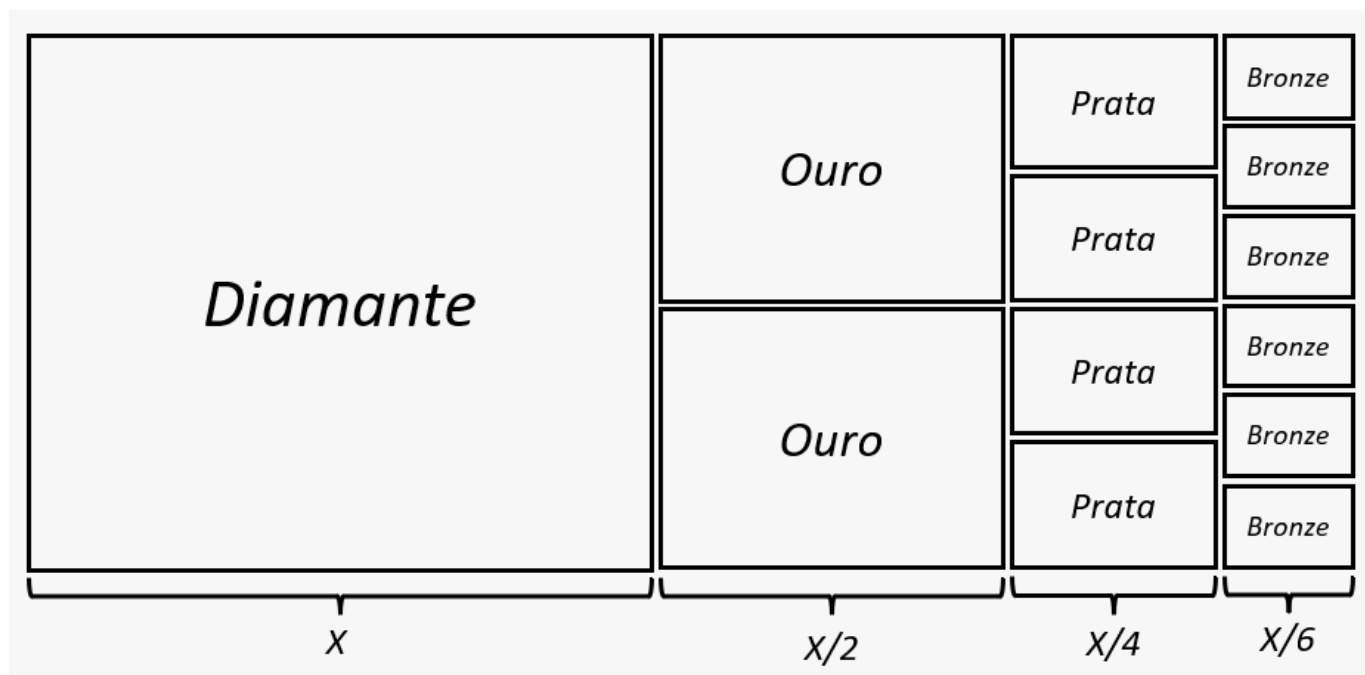 Diamante
Ouro
Ouro
Prata
Prata
Prata
Prata
Bronze
Bronze
Bronze
Bronze
Bronze
Bronze
X
X/2
X/4
X/6